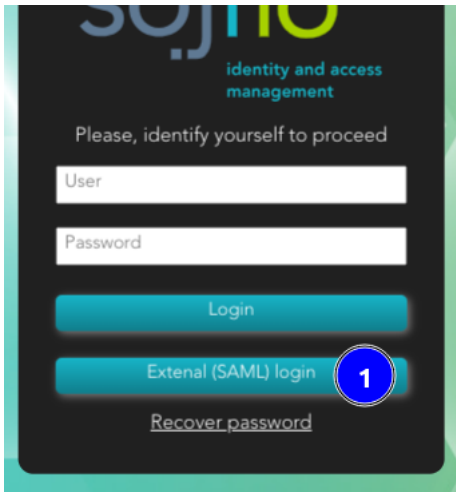 identity and access
management
Please, identify yourself to proceed
User
Password
Login
Extenal (SAML) login
1
Recover password